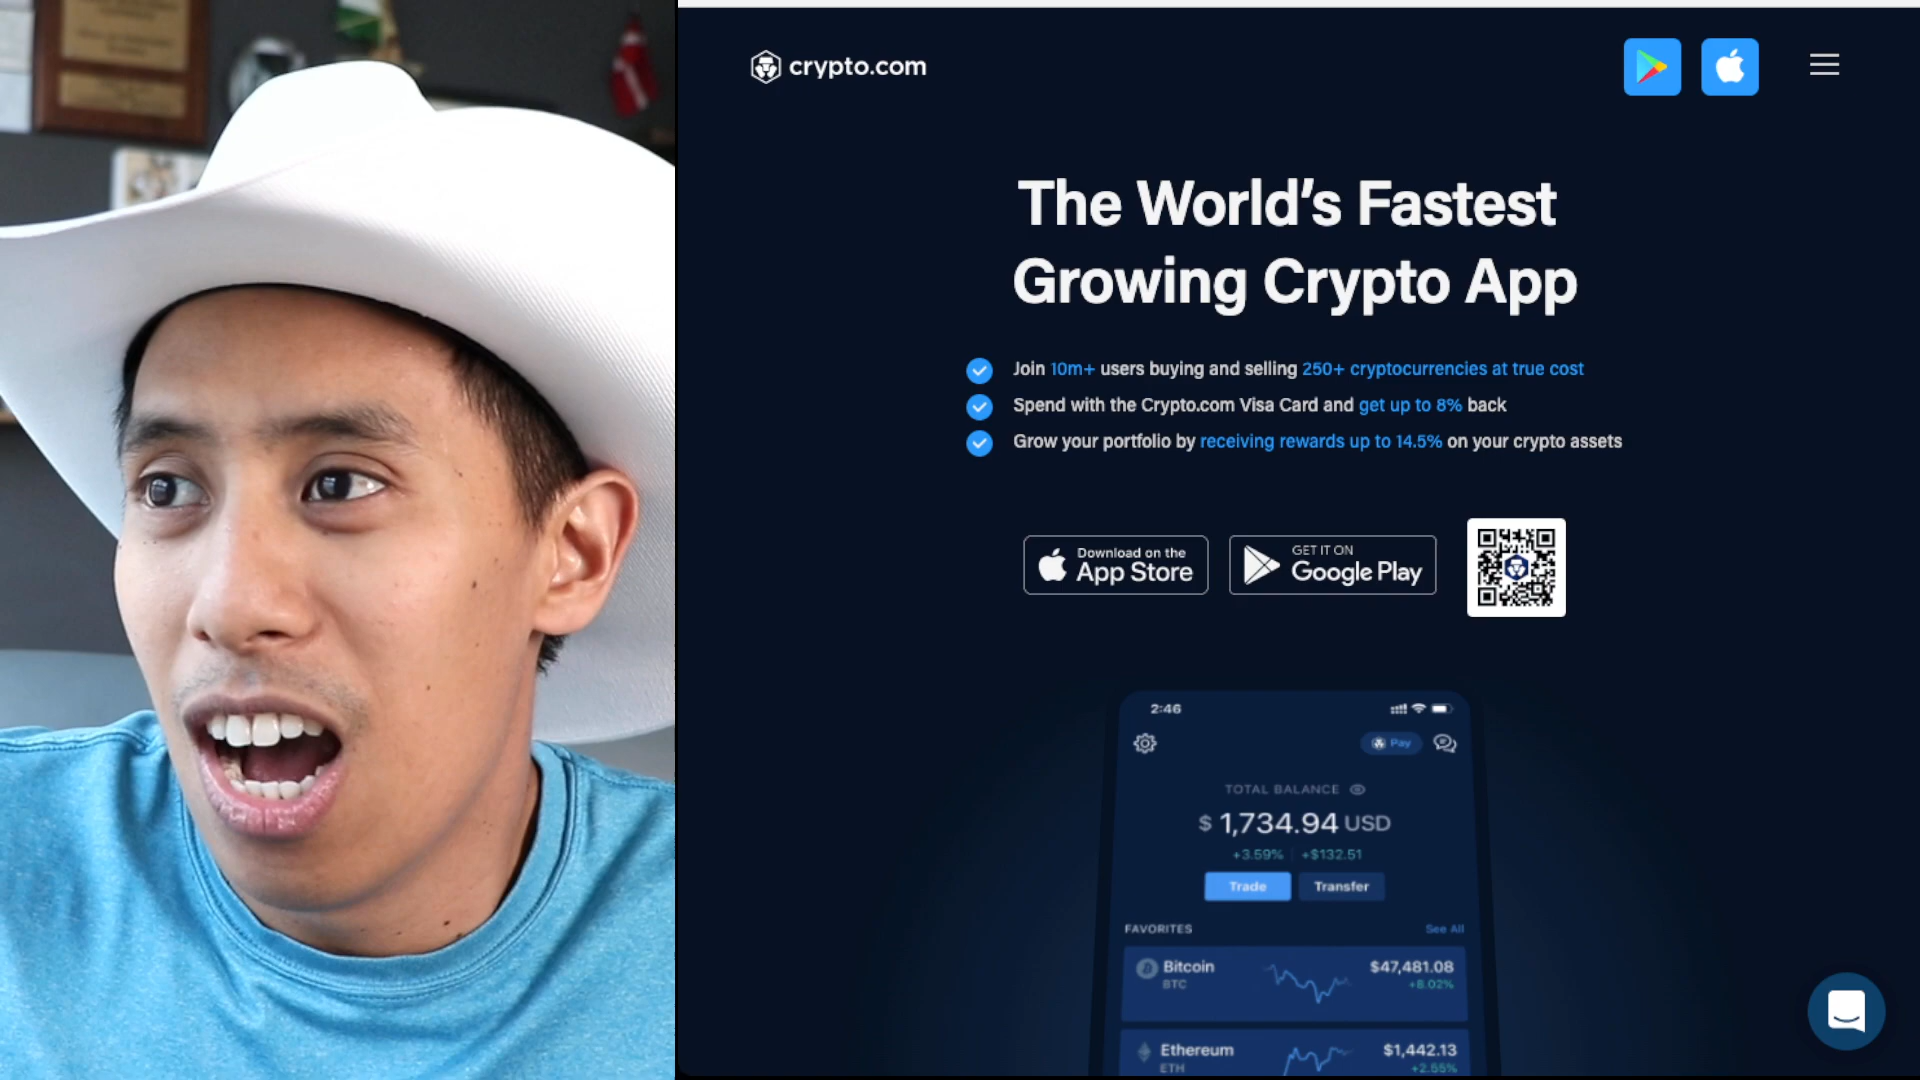 crypto.com
The World's Fastest
Growing Crypto App
Join 10m+ users buying and selling 250+ cryptocurrencies at true cost
Spend with the Crypto.com Visa Card and get up to 8% back
Grow your portfolio by receiving rewards up to 14.5% on your crypto assets
Download on the
App Store
GET IT ON
Google Play
2:46
Pay
TOTAL BALANCE
$ 1,734.94 USD
+3.59% +$132.51
Trade Transfer
FAVORITES See All
Bitcoin $47,481.08
BTC +8.02%
Ethereum $1,442.13
ETH +2.55%